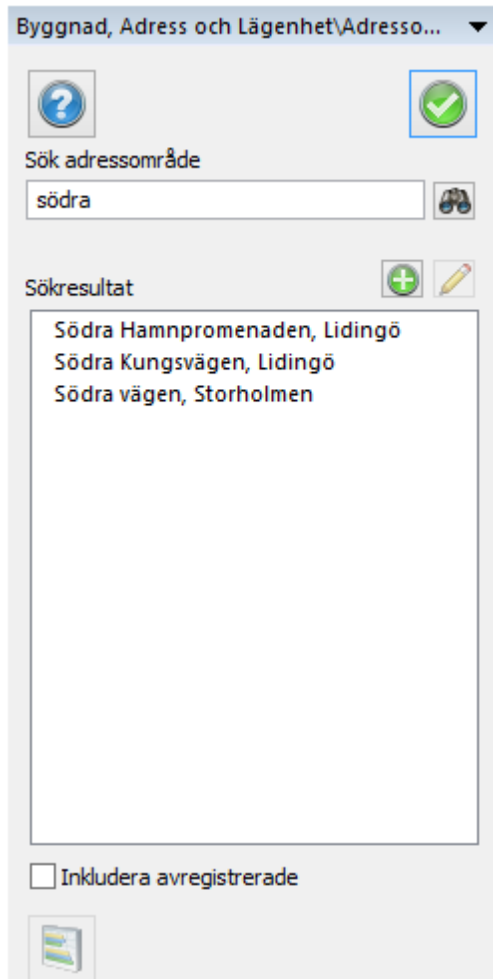 Byggnad, Adress och Lägenhet\Adresso...
Sök adressområde
södra
Sökresultat
Södra Hamnpromenaden, Lidingö
Södra Kungsvägen, Lidingö
Södra vägen, Storholmen
Inkludera avregistrerade